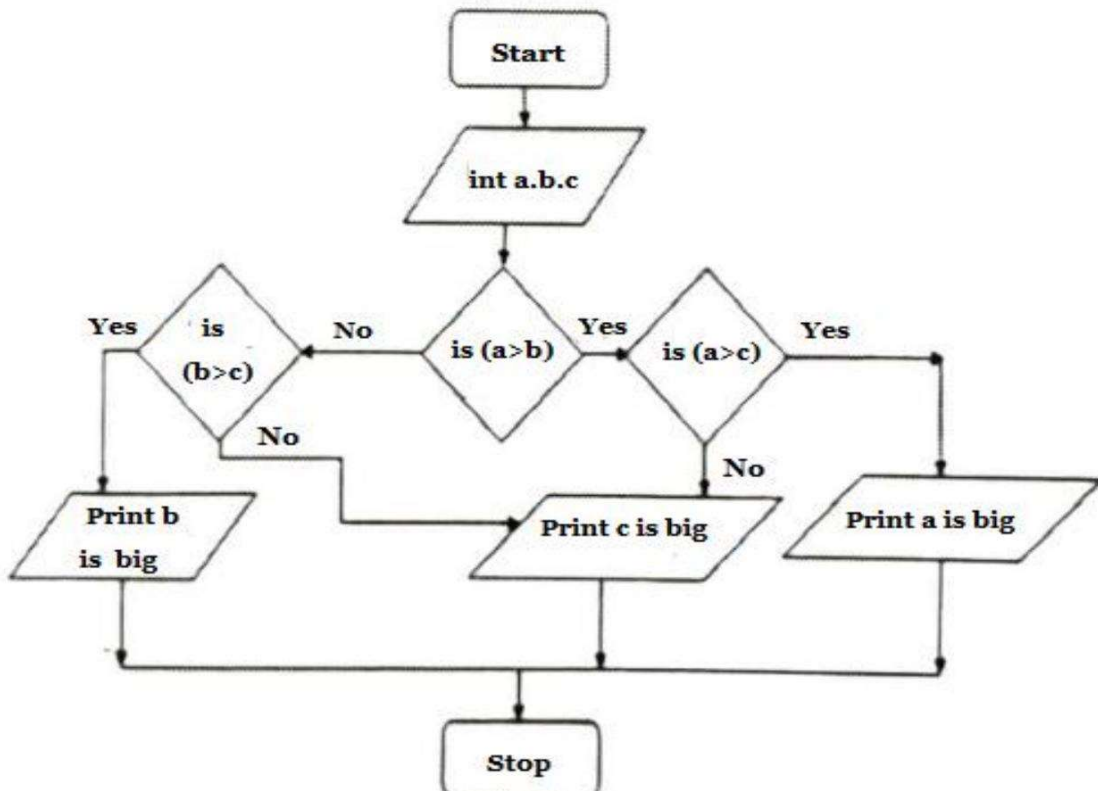 Start
int a.b.c
Yes
is
(b>c)
No
is (a>b)
Yes
is (a>c)
Yes
No
No
Print b
is big
Print c is big
Print a is big
Stop